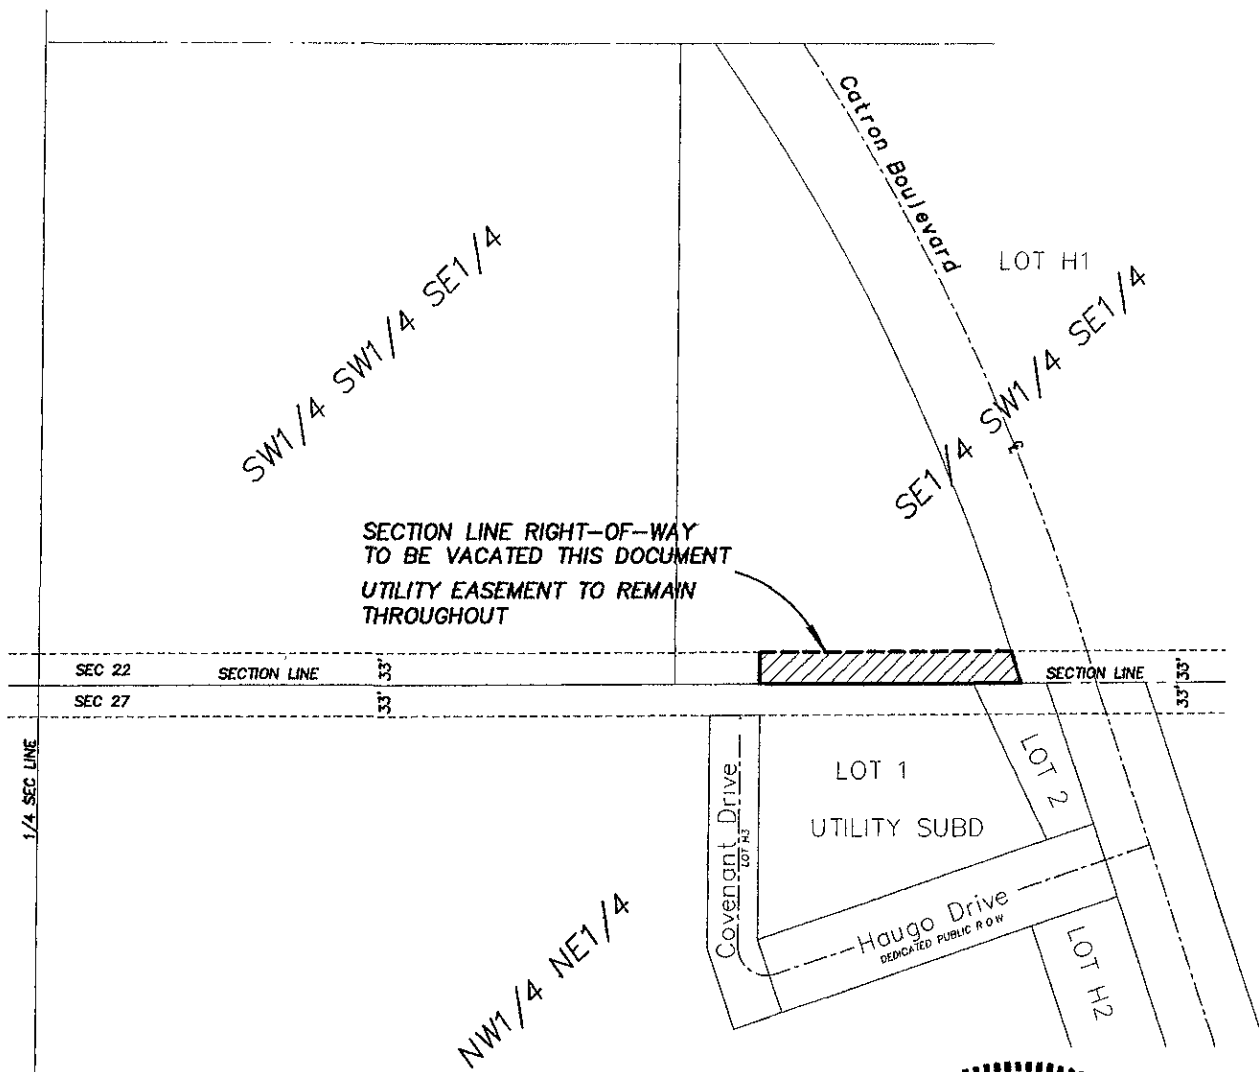 Catron Boulevard
LOT H1
SW1/4 SW1/4 SE1/4
SE1/4 SW1/4 SE1/4
SECTION LINE RIGHT-OF-WAY
TO BE VACATED THIS DOCUMENT
UTILITY EASEMENT TO REMAIN
THROUGHOUT
SEC 22
SECTION LINE
33'
SECTION LINE
33'
SEC 27
33'
33'
1/4 SEC LINE
Covenant Drive
LOT H3
LOT 1
UTILITY SUBD
LOT 2
Haugo Drive
DEDICATED PUBLIC ROW
LOT H2
NW1/4 NE1/4